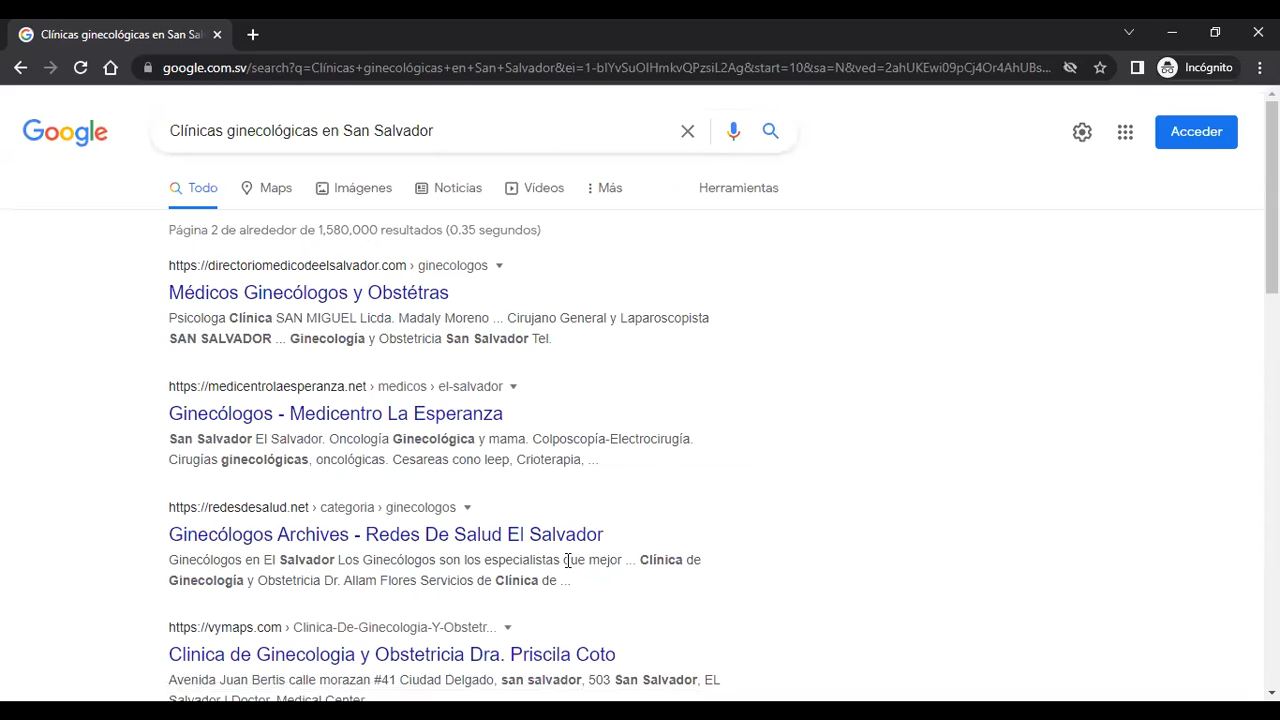 Clínicas ginecológicas en San Sal
google.com.sv/search?q=Clínicas+ginecológicas+en+San+Salvador&ei=1-bIYvSuOIHmkvQPzsiL2Ag&start=10&sa=N&ved=2ahUKEwi09pCj4Or4AhUBs...
Incógnito
Google
Clínicas ginecológicas en San Salvador
Acceder
Todo
Maps
Imágenes
Noticias
Vídeos
Más
Herramientas
Página 2 de alrededor de 1,580,000 resultados (0.35 segundos)
https://directoriomedicodeelsalvador.com › ginecologos
Médicos Ginecólogos y Obstétras
Psicologa Clínica SAN MIGUEL Licda. Madaly Moreno ... Cirujano General y Laparoscopista
SAN SALVADOR ... Ginecología y Obstetricia San Salvador Tel.
https://medicentrolaesperanza.net › medicos › el-salvador
Ginecólogos - Medicentro La Esperanza
San Salvador El Salvador. Oncología Ginecológica y mama. Colposcopía-Electrocirugía.
Cirugías ginecológicas, oncológicas. Cesareas cono leep, Crioterapia, ...
https://redesdesalud.net › categoria › ginecologos
Ginecólogos Archives - Redes De Salud El Salvador
Ginecólogos en El Salvador Los Ginecólogos son los especialistas que mejor ... Clínica de
Ginecología y Obstetricia Dr. Allam Flores Servicios de Clínica de ...
https://vymaps.com › Clinica-De-Ginecologia-Y-Obstetr...
Clinica de Ginecologia y Obstetricia Dra. Priscila Coto
Avenida Juan Bertis calle morazan #41 Ciudad Delgado, san salvador, 503 San Salvador, EL
Salvador | Doctor, Medical Center